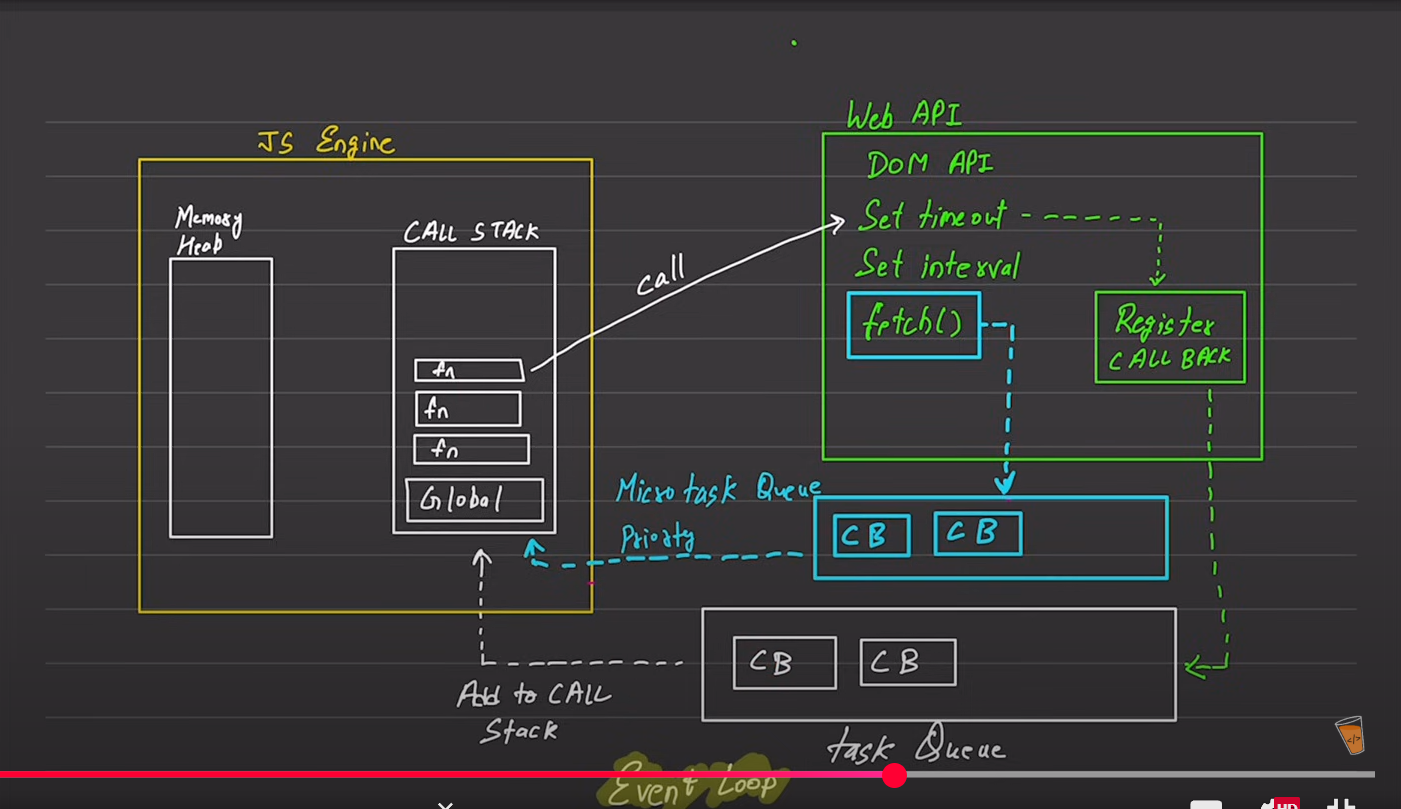 JS Engine
Memory
Heap
CALL STACK
fn
fn
fn
Global
call
Web API
DOM API
Set timeout
Set interval
fetch()
Register
CALL BACK
Microtask Queue
Priority
CB CB
CB CB
Add to CALL
Stack
task Queue
Event Loop
</>
HD